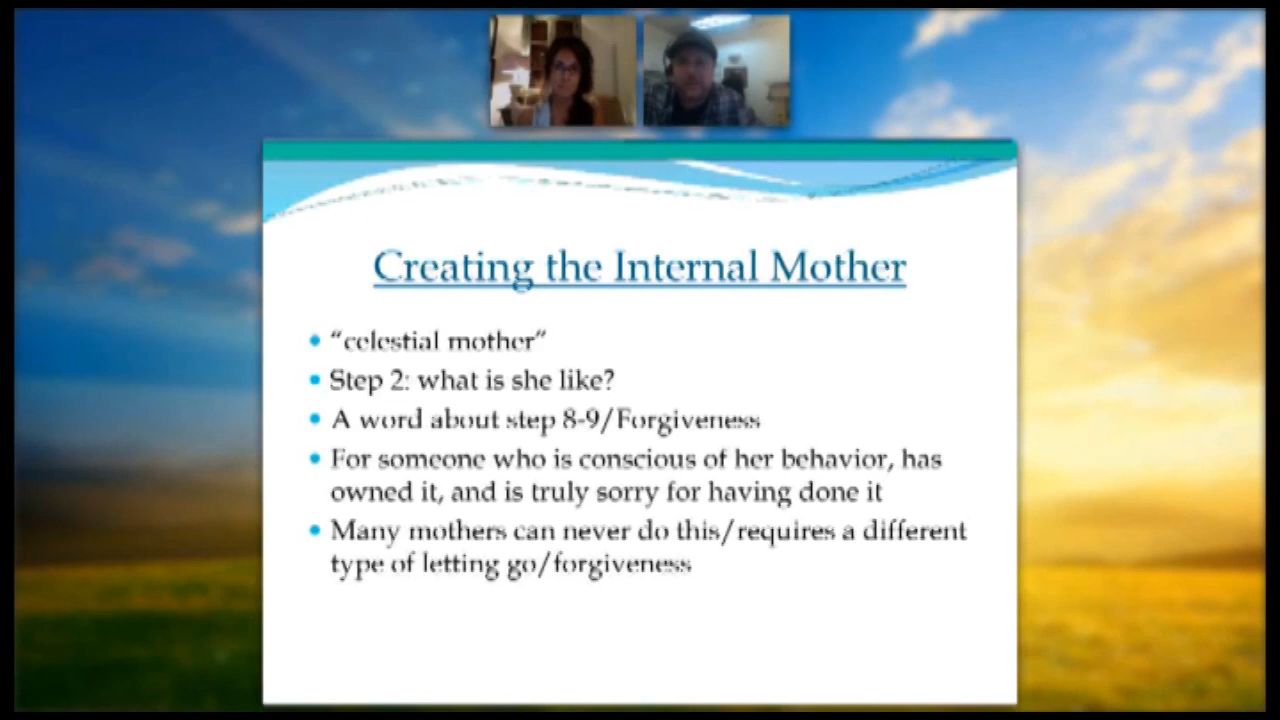 Creating the Internal Mother
• “celestial mother”
• Step 2: what is she like?
• A word about step 8-9/Forgiveness
• For someone who is conscious of her behavior, has
owned it, and is truly sorry for having done it
• Many mothers can never do this/requires a different
type of letting go/forgiveness